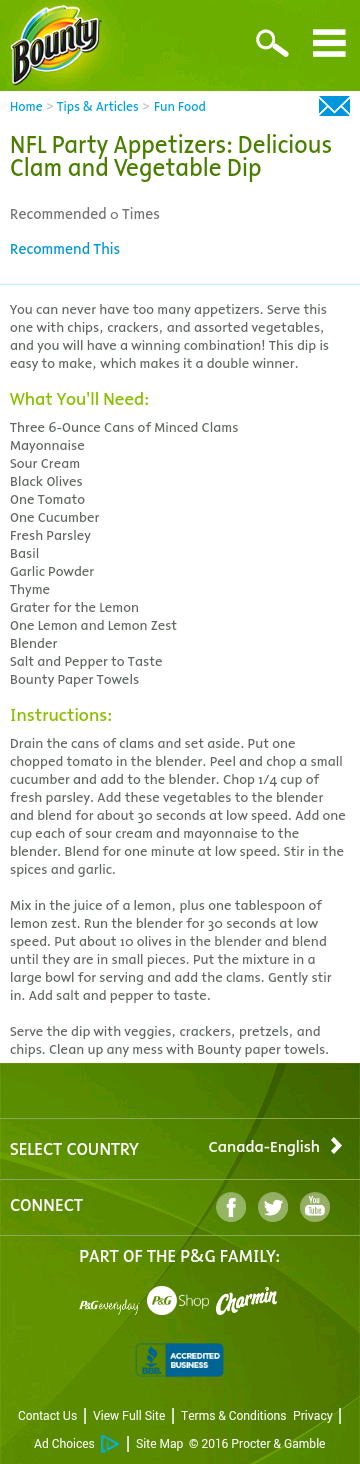 Bounty
Home > Tips & Articles > Fun Food
NFL Party Appetizers: Delicious
Clam and Vegetable Dip
Recommended 0 Times
Recommend This
You can never have too many appetizers. Serve this
one with chips, crackers, and assorted vegetables,
and you will have a winning combination! This dip is
easy to make, which makes it a double winner.
What You'll Need:
Three 6-Ounce Cans of Minced Clams
Mayonnaise
Sour Cream
Black Olives
One Tomato
One Cucumber
Fresh Parsley
Basil
Garlic Powder
Thyme
Grater for the Lemon
One Lemon and Lemon Zest
Blender
Salt and Pepper to Taste
Bounty Paper Towels
Instructions:
Drain the cans of clams and set aside. Put one
chopped tomato in the blender. Peel and chop a small
cucumber and add to the blender. Chop 1/4 cup of
fresh parsley. Add these vegetables to the blender
and blend for about 30 seconds at low speed. Add one
cup each of sour cream and mayonnaise to the
blender. Blend for one minute at low speed. Stir in the
spices and garlic.
Mix in the juice of a lemon, plus one tablespoon of
lemon zest. Run the blender for 30 seconds at low
speed. Put about 10 olives in the blender and blend
until they are in small pieces. Put the mixture in a
large bowl for serving and add the clams. Gently stir
in. Add salt and pepper to taste.
Serve the dip with veggies, crackers, pretzels, and
chips. Clean up any mess with Bounty paper towels.
SELECT COUNTRY Canada-English
CONNECT You Tube
PART OF THE P&G FAMILY:
P&G everyday P&G Shop Charmin
BBB ACCREDITED
BUSINESS
Contact Us | View Full Site | Terms & Conditions Privacy |
Ad Choices | Site Map © 2016 Procter & Gamble